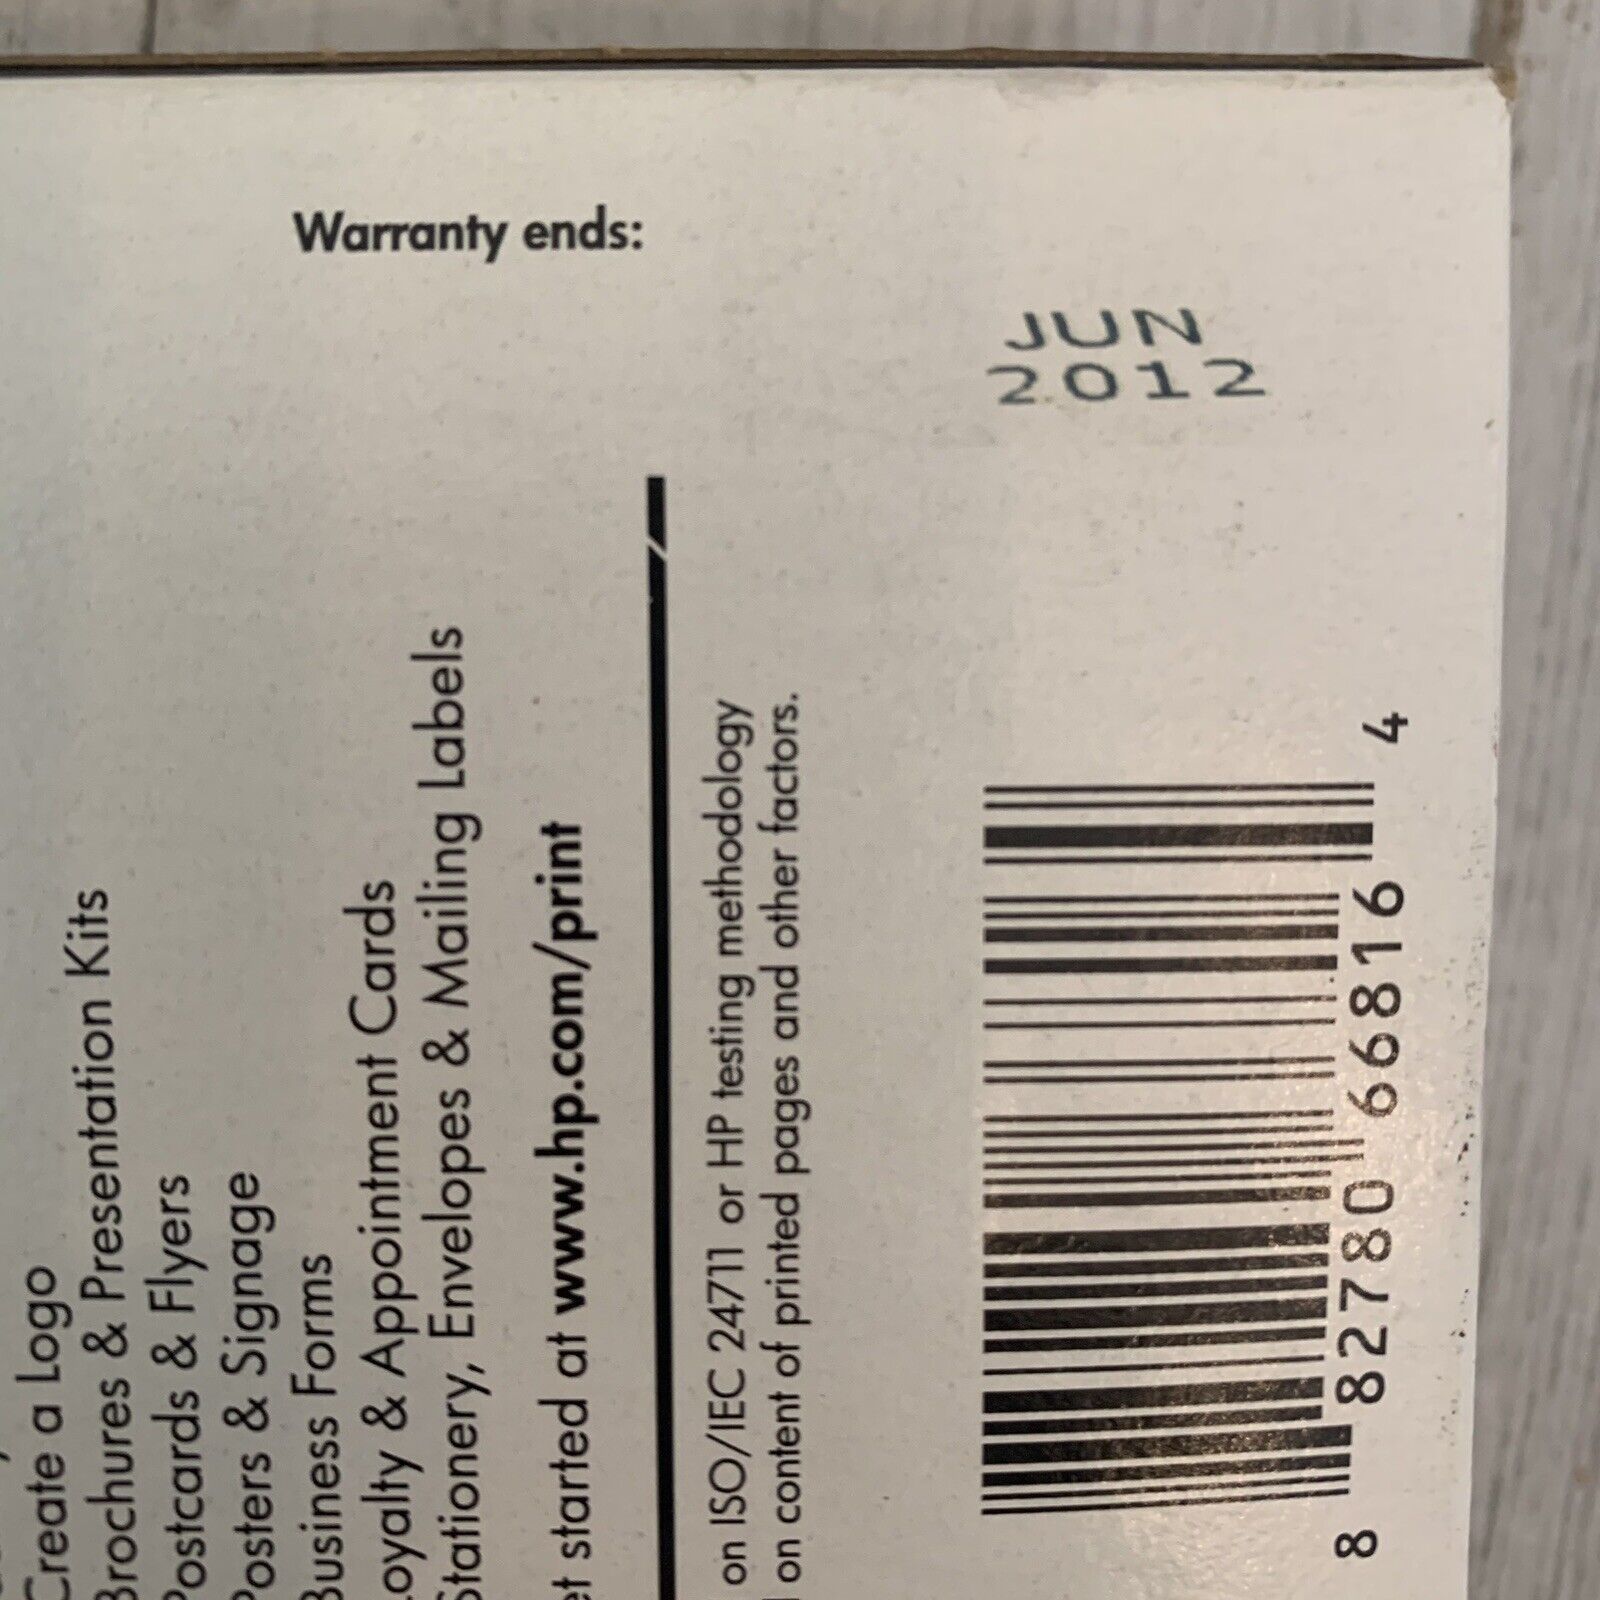 Warranty ends:
JUN
2012
Create a Logo
Brochures & Presentation Kits
Postcards & Flyers
Posters & Signage
Business Forms
Loyalty & Appointment Cards
Stationery, Envelopes & Mailing Labels
et started at www.hp.com/print
on ISO/IEC 24711 or HP testing methodology
on content of printed pages and other factors.
8 82780 66816 4